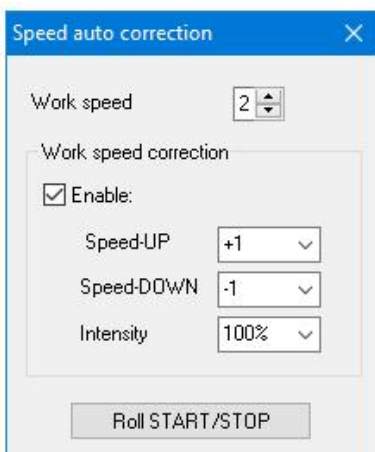 Speed auto correction
Work speed 2
Work speed correction
Enable:
Speed-UP +1
Speed-DOWN -1
Intensity 100%
Roll START/STOP